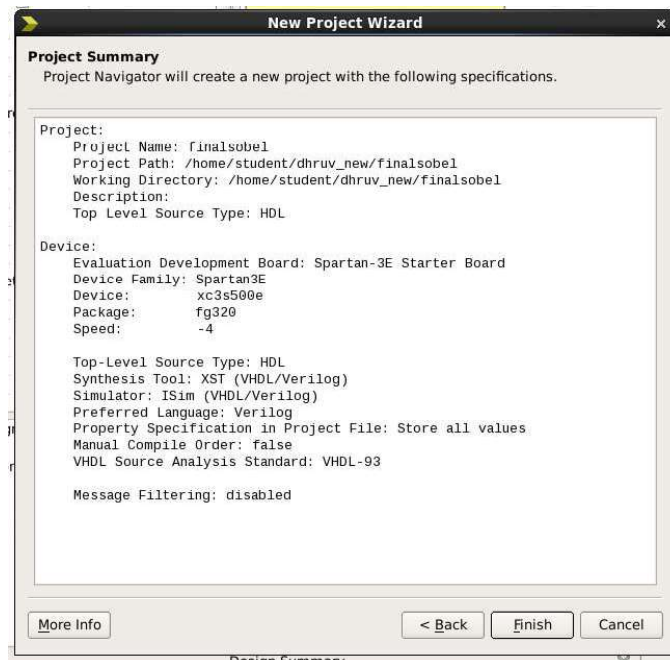 New Project Wizard
Project Summary
Project Navigator will create a new project with the following specifications.
Project:
Project Name: finalsobel
Project Path: /home/student/dhruv_new/finalsobel
Working Directory: /home/student/dhruv_new/finalsobel
Description:
Top Level Source Type: HDL
Device:
Evaluation Development Board: Spartan-3E Starter Board
Device Family: Spartan3E
Device: xc3s500e
Package: fg320
Speed: -4
Top-Level Source Type: HDL
Synthesis Tool: XST (VHDL/Verilog)
Simulator: ISim (VHDL/Verilog)
Preferred Language: Verilog
Property Specification in Project File: Store all values
Manual Compile Order: false
VHDL Source Analysis Standard: VHDL-93
Message Filtering: disabled
More Info
< Back
Finish
Cancel
Design Summary